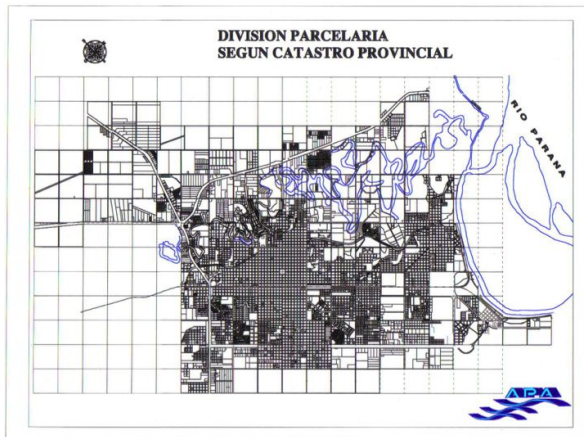 DIVISION PARCELARIA
SEGUN CATASTRO PROVINCIAL
RIO PARANA
APA